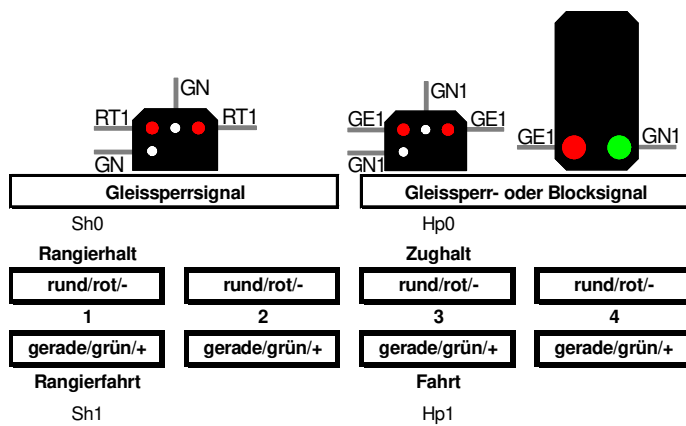 GN
GN1
RT1
RT1
GE1
GE1
GE1
GN1
GN
GN1
Gleissperrsignal
Gleissperr- oder Blocksignal
Sh0
Hp0
Rangierhalt
Zughalt
rund/rot/-
rund/rot/-
rund/rot/-
rund/rot/-
1
2
3
4
gerade/grün/+
gerade/grün/+
gerade/grün/+
gerade/grün/+
Rangierfahrt
Fahrt
Sh1
Hp1